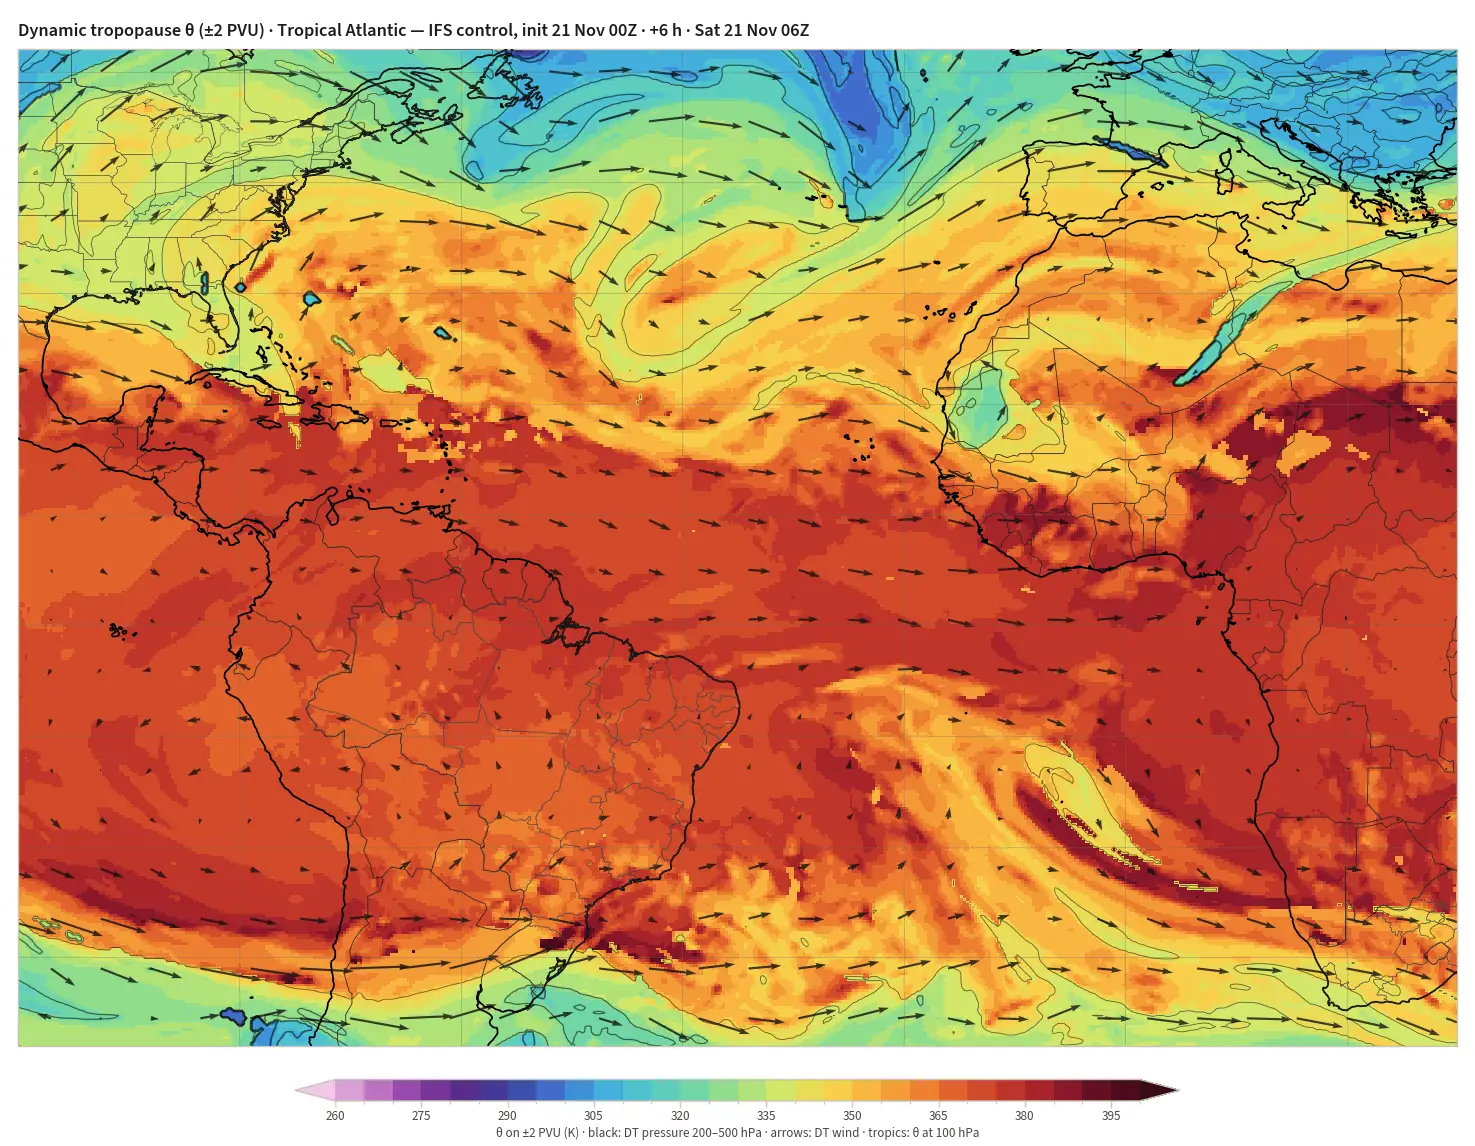 Dynamic tropopause θ (±2 PVU) · Tropical Atlantic — IFS control, init 21 Nov 00Z · +6 h · Sat 21 Nov 06Z
260 275 290 305 320 335 350 365 380 395
θ on ±2 PVU (K) · black: DT pressure 200–500 hPa · arrows: DT wind · tropics: θ at 100 hPa